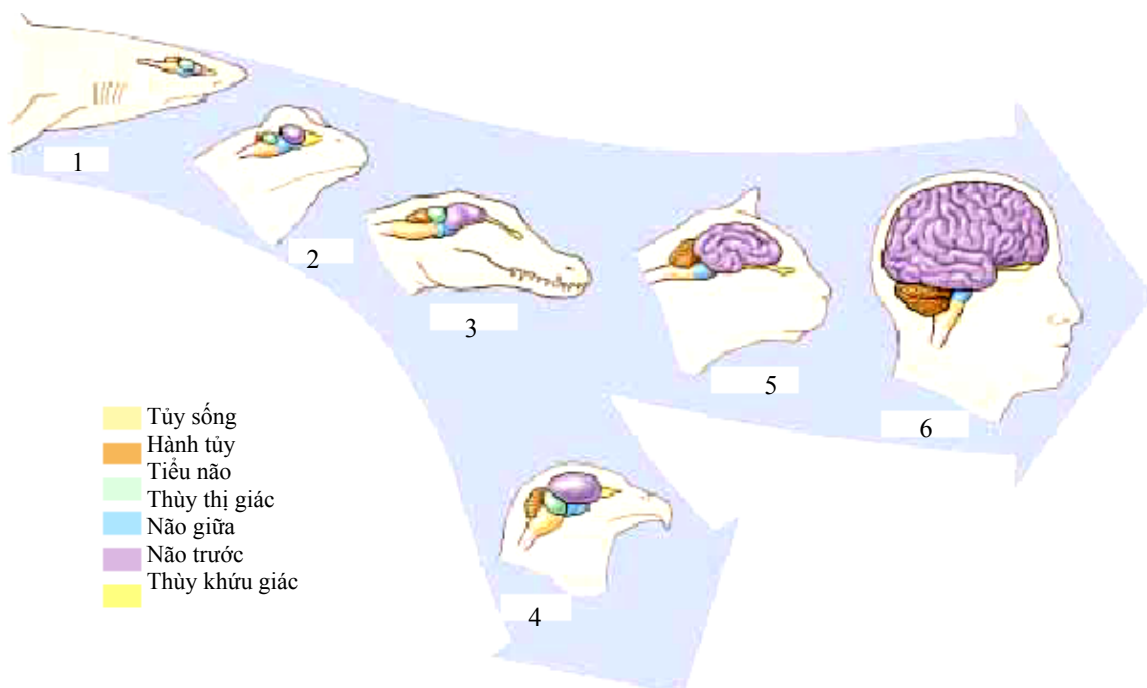 1
2
3
5
6
4
Tủy sống
Hành tủy
Tiểu não
Thùy thị giác
Não giữa
Não trước
Thùy khứu giác